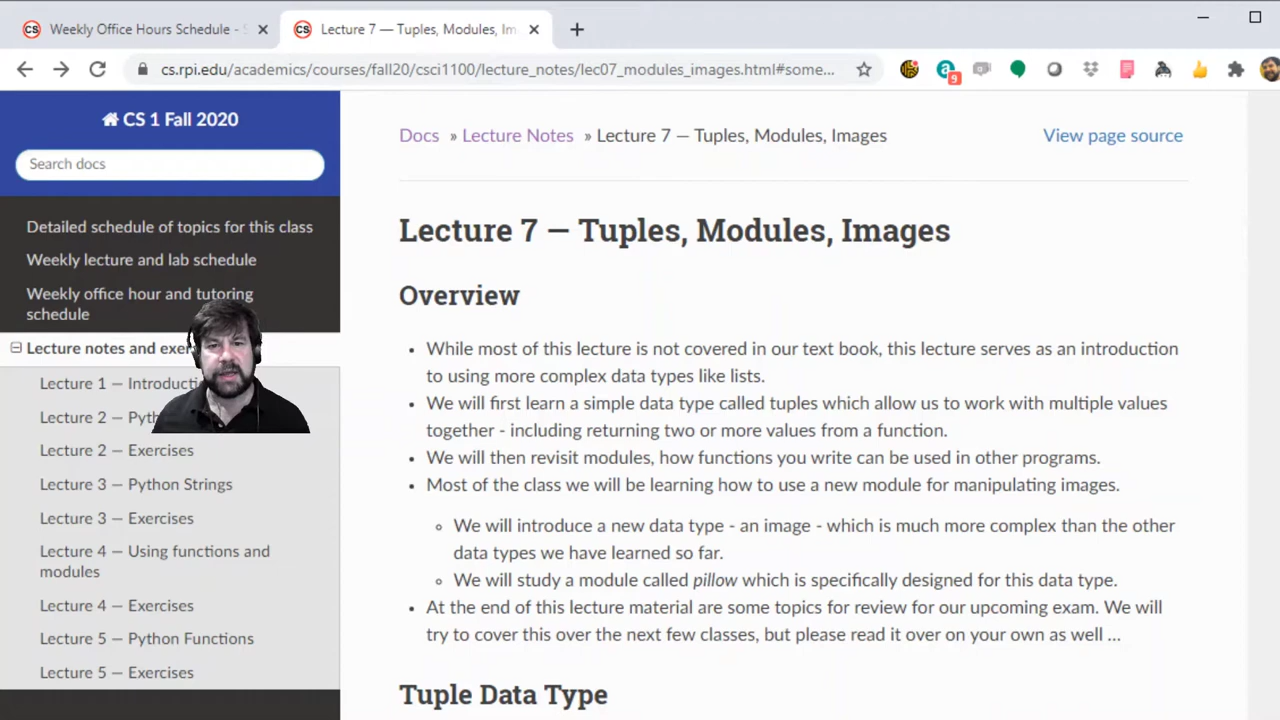 Weekly Office Hours Schedule -
Lecture 7 — Tuples, Modules, Im
cs.rpi.edu/academics/courses/fall20/csci1100/lecture_notes/lec07_modules_images.html#some...
9
CS 1 Fall 2020
Search docs
Detailed schedule of topics for this class
Weekly lecture and lab schedule
Weekly office hour and tutoring
schedule
Lecture notes and exer
Lecture 1 — Introducti
Lecture 2 — Pyth
Lecture 2 — Exercises
Lecture 3 — Python Strings
Lecture 3 — Exercises
Lecture 4 — Using functions and
modules
Lecture 4 — Exercises
Lecture 5 — Python Functions
Lecture 5 — Exercises
Docs » Lecture Notes » Lecture 7 — Tuples, Modules, Images
View page source
Lecture 7 — Tuples, Modules, Images
Overview
• While most of this lecture is not covered in our text book, this lecture serves as an introduction
to using more complex data types like lists.
• We will first learn a simple data type called tuples which allow us to work with multiple values
together - including returning two or more values from a function.
• We will then revisit modules, how functions you write can be used in other programs.
• Most of the class we will be learning how to use a new module for manipulating images.
◦ We will introduce a new data type - an image - which is much more complex than the other
data types we have learned so far.
◦ We will study a module called pillow which is specifically designed for this data type.
• At the end of this lecture material are some topics for review for our upcoming exam. We will
try to cover this over the next few classes, but please read it over on your own as well ...
Tuple Data Type